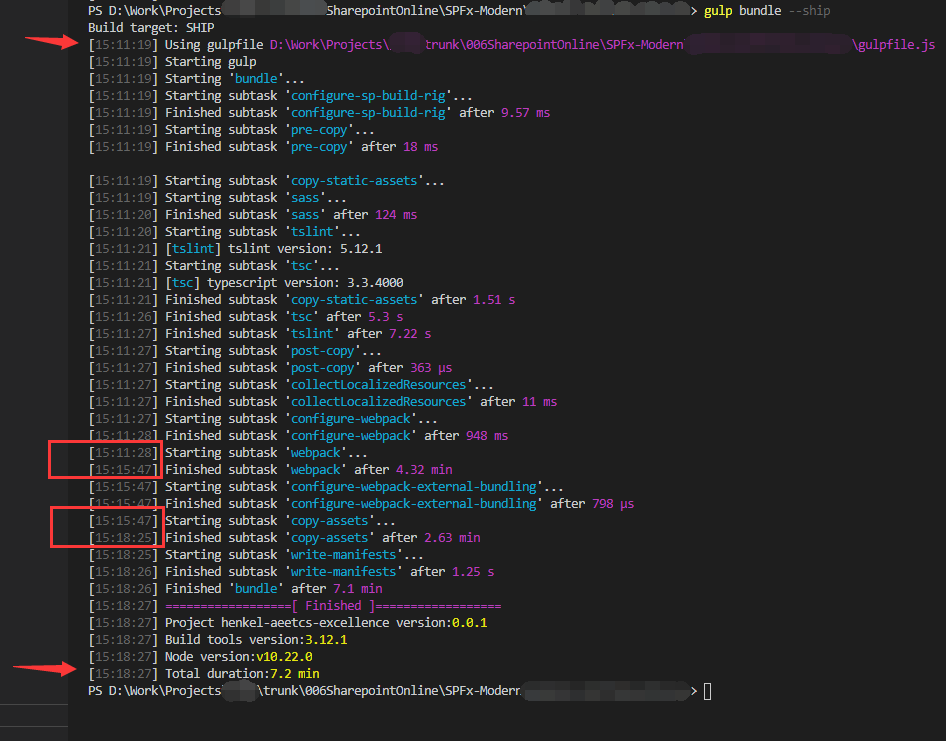 PS D:\Work\Projects SharepointOnline\SPFx-Modern\ > gulp bundle --ship
Build target: SHIP
[15:11:19] Using gulpfile D:\Work\Projects\ trunk\006SharepointOnline\SPFx-Modern \gulpfile.js
[15:11:19] Starting gulp
[15:11:19] Starting 'bundle'...
[15:11:19] Starting subtask 'configure-sp-build-rig'...
[15:11:19] Finished subtask 'configure-sp-build-rig' after 9.57 ms
[15:11:19] Starting subtask 'pre-copy'...
[15:11:19] Finished subtask 'pre-copy' after 18 ms
[15:11:19] Starting subtask 'copy-static-assets'...
[15:11:19] Starting subtask 'sass'...
[15:11:20] Finished subtask 'sass' after 124 ms
[15:11:20] Starting subtask 'tslint'...
[15:11:21] [tslint] tslint version: 5.12.1
[15:11:21] Starting subtask 'tsc'...
[15:11:21] [tsc] typescript version: 3.3.4000
[15:11:21] Finished subtask 'copy-static-assets' after 1.51 s
[15:11:26] Finished subtask 'tsc' after 5.3 s
[15:11:27] Finished subtask 'tslint' after 7.22 s
[15:11:27] Starting subtask 'post-copy'...
[15:11:27] Finished subtask 'post-copy' after 363 μs
[15:11:27] Starting subtask 'collectLocalizedResources'...
[15:11:27] Finished subtask 'collectLocalizedResources' after 11 ms
[15:11:27] Starting subtask 'configure-webpack'...
[15:11:28] Finished subtask 'configure-webpack' after 948 ms
[15:11:28] Starting subtask 'webpack'...
[15:15:47] Finished subtask 'webpack' after 4.32 min
[15:15:47] Starting subtask 'configure-webpack-external-bundling'...
[15:15:47] Finished subtask 'configure-webpack-external-bundling' after 798 μs
[15:15:47] Starting subtask 'copy-assets'...
[15:18:25] Finished subtask 'copy-assets' after 2.63 min
[15:18:25] Starting subtask 'write-manifests'...
[15:18:26] Finished subtask 'write-manifests' after 1.25 s
[15:18:26] Finished 'bundle' after 7.1 min
[15:18:27] ==================[ Finished ]==================
[15:18:27] Project henkel-aeetcs-excellence version:0.0.1
[15:18:27] Build tools version:3.12.1
[15:18:27] Node version:v10.22.0
[15:18:27] Total duration:7.2 min
PS D:\Work\Projects \trunk\006SharepointOnline\SPFx-Modern >